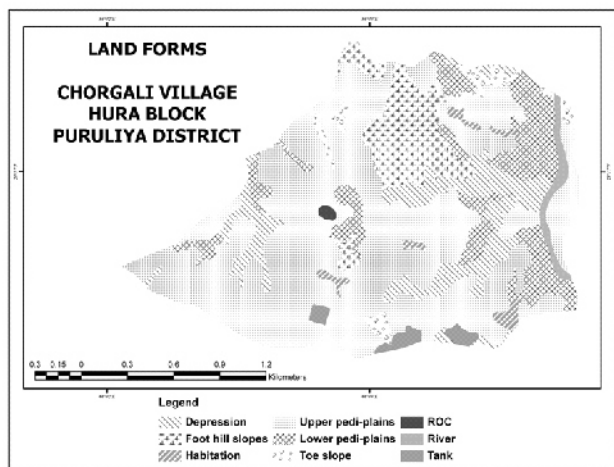 LAND FORMS
CHORGALI VILLAGE
HURA BLOCK
PURULIYA DISTRICT
0.3 0.15 0 0.3 0.6 0.9 1.2
Kilometers
Legend
Depression Upper pedi-plains ROC
Foot hill slopes Lower pedi-plains River
Habitation Toe slope Tank